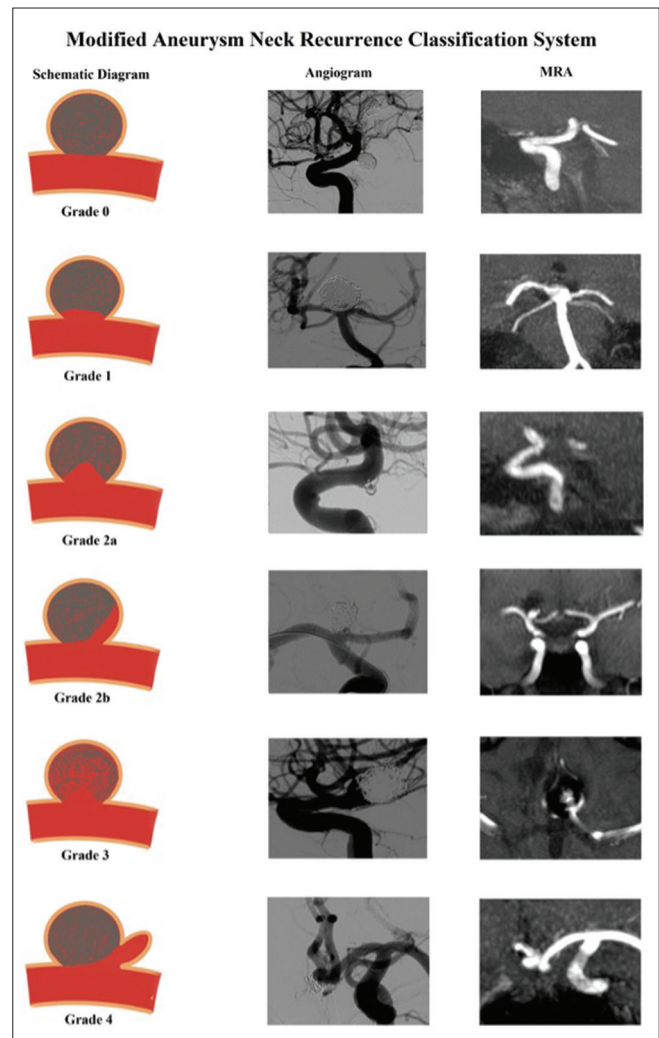 Modified Aneurysm Neck Recurrence Classification System
Schematic Diagram
Angiogram
MRA
Grade 0
Grade 1
Grade 2a
Grade 2b
Grade 3
Grade 4